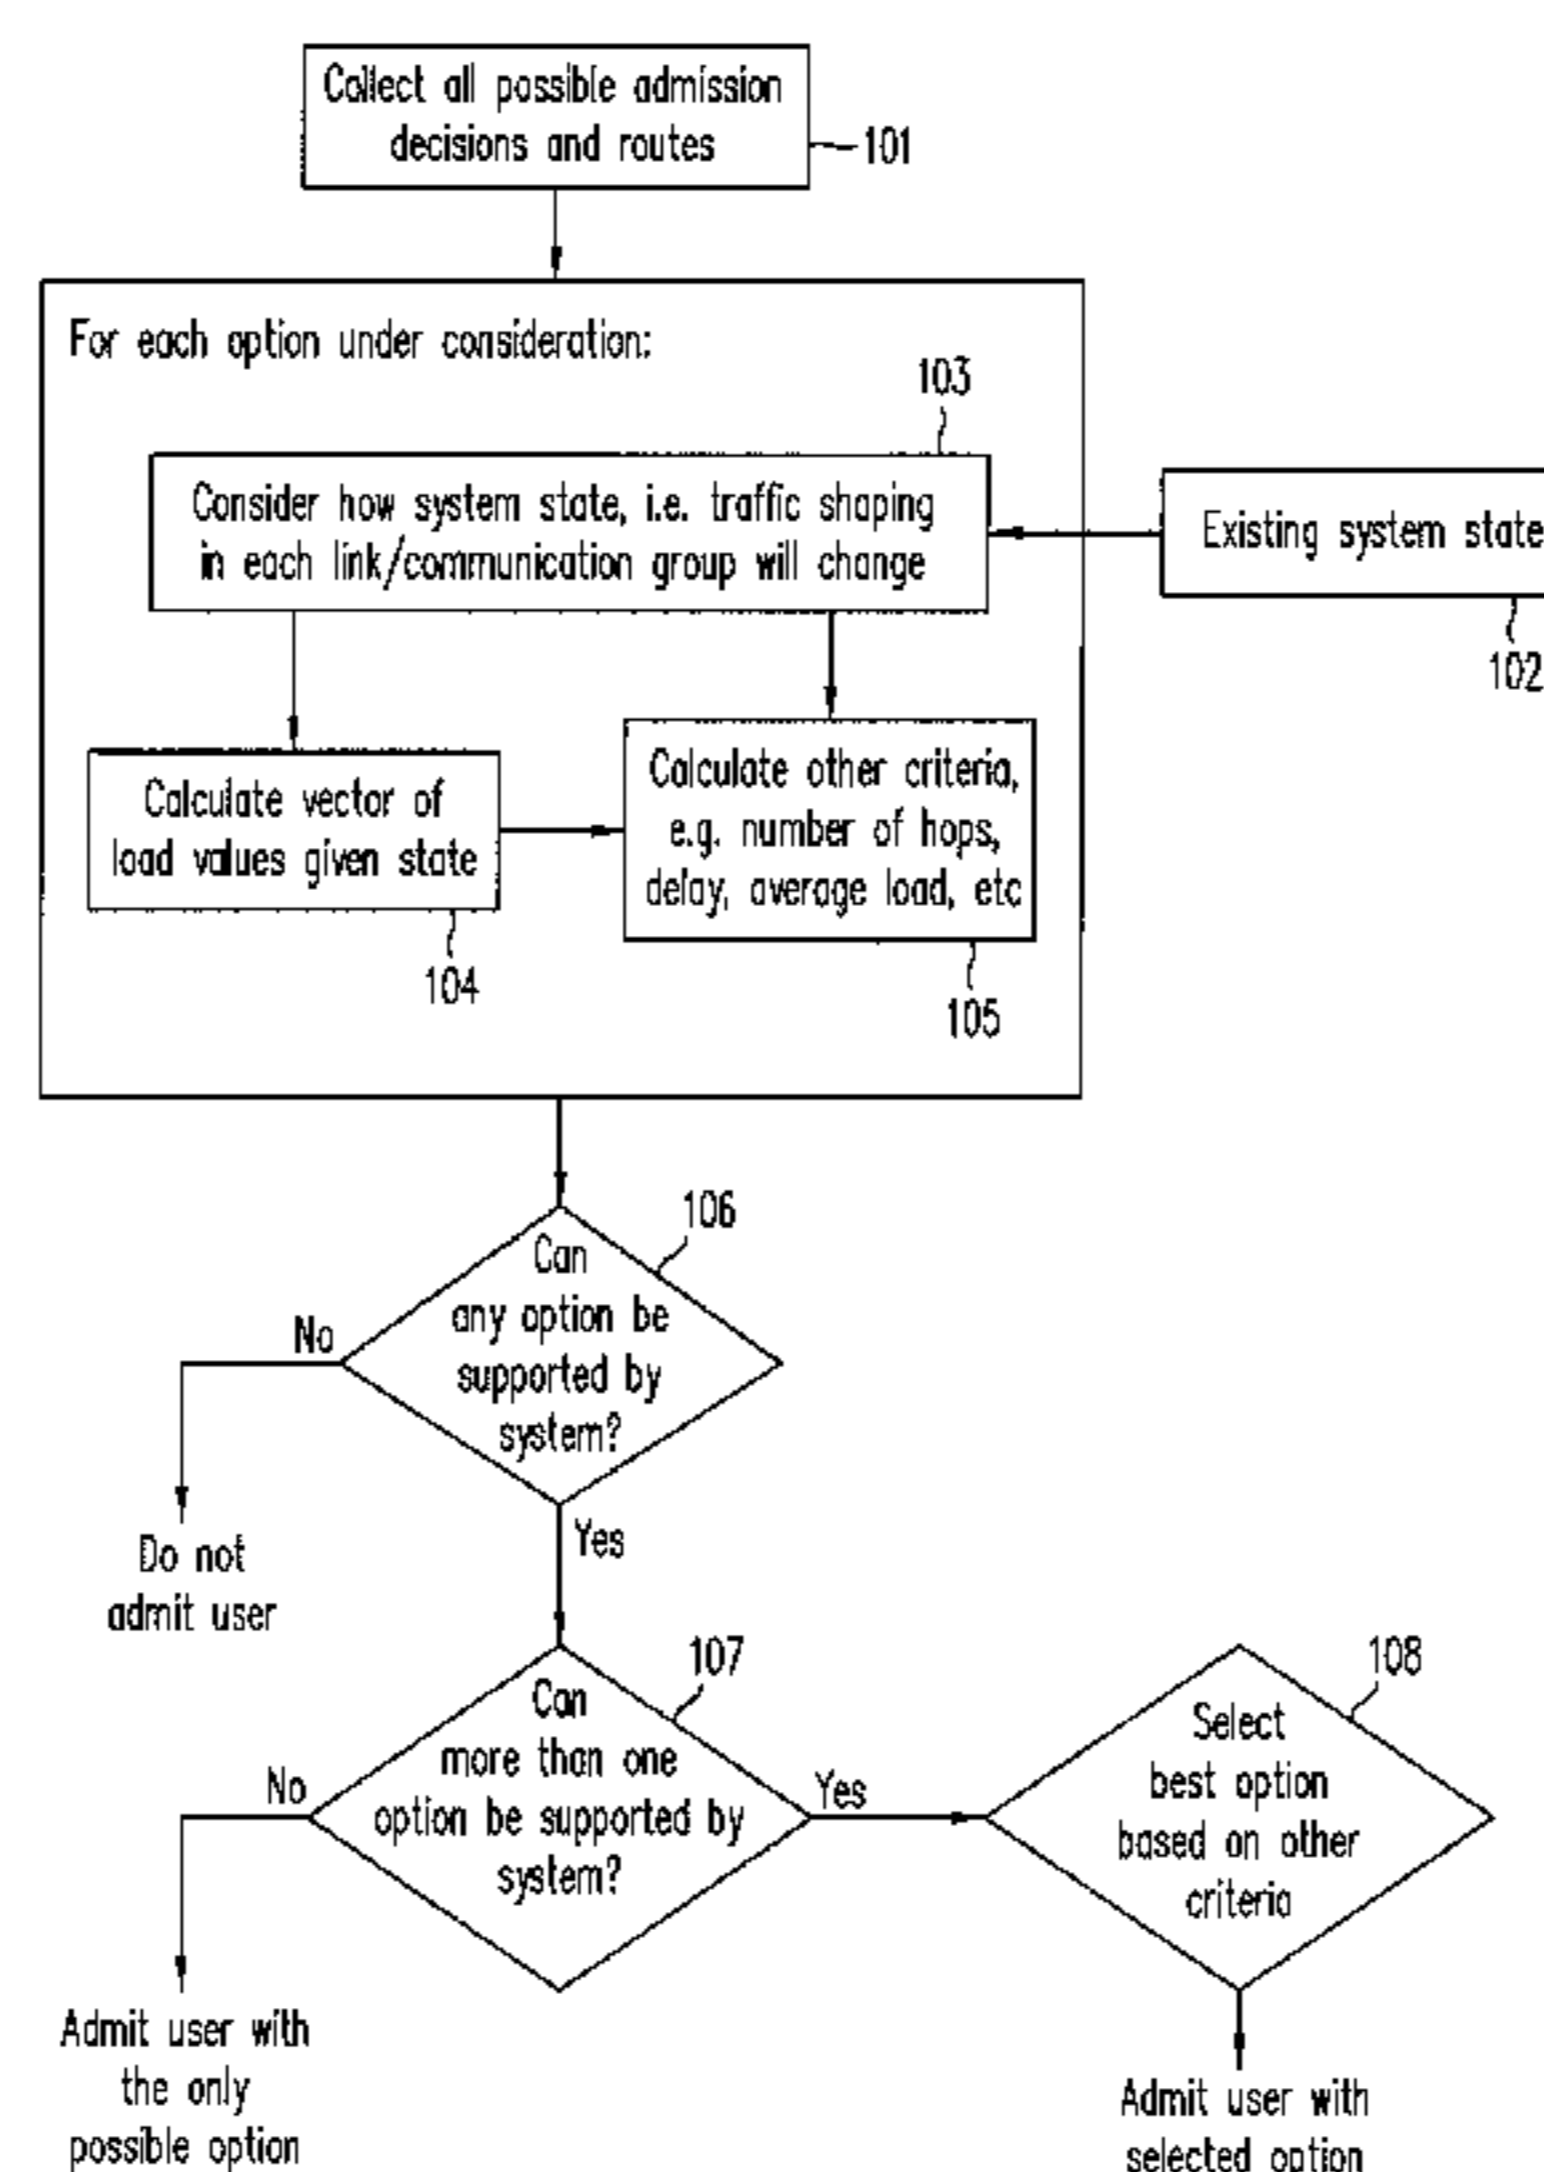 Collect all possible admission
decisions and routes
101
For each option under consideration:
103
Consider how system state, i.e. traffic shaping
in each link/communication group will change
Existing system state
102
Calculate vector of
load values given state
104
Calculate other criteria,
e.g. number of hops,
delay, average load, etc
105
106
Can
any option be
supported by
system?
No
Yes
Do not
admit user
107
Can
more than one
option be supported by
system?
No
Yes
108
Select
best option
based on other
criteria
Admit user with
the only
possible option
Admit user with
selected option